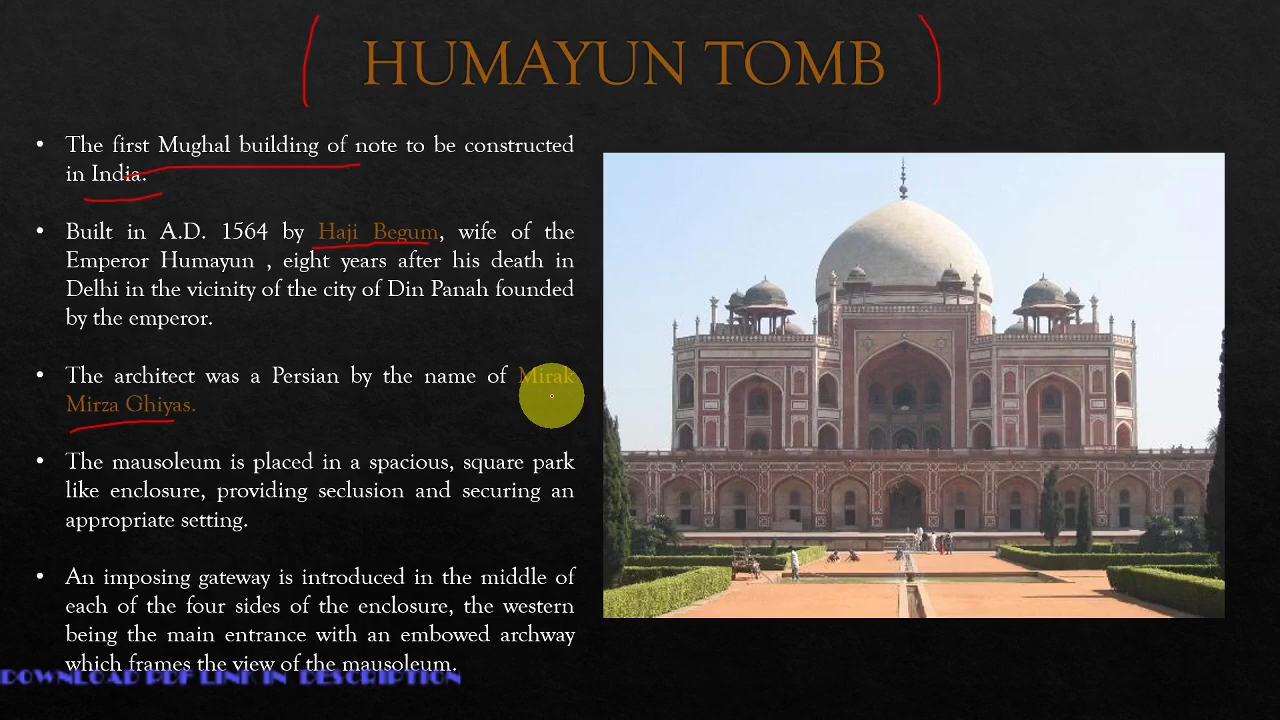 HUMAYUN TOMB
• The first Mughal building of note to be constructed
in India.
• Built in A.D. 1564 by Haji Begum, wife of the
Emperor Humayun , eight years after his death in
Delhi in the vicinity of the city of Din Panah founded
by the emperor.
• The architect was a Persian by the name of Mirak
Mirza Ghiyas.
• The mausoleum is placed in a spacious, square park
like enclosure, providing seclusion and securing an
appropriate setting.
• An imposing gateway is introduced in the middle of
each of the four sides of the enclosure, the western
being the main entrance with an embowed archway
which frames the view of the mausoleum.
DOWNLOAD PDF LINK IN DESCRIPTION